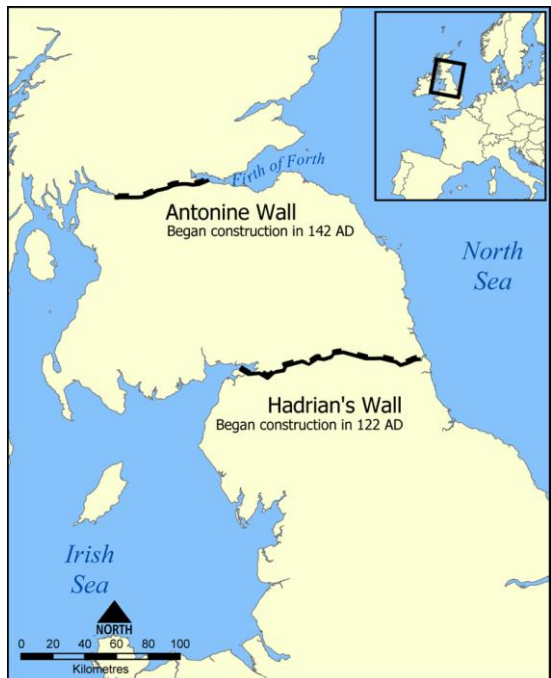 Firth of Forth
Antonine Wall
Began construction in 142 AD
North
Sea
Hadrian's Wall
Began construction in 122 AD
Irish
Sea
NORTH
0 20 40 60 80 100
Kilometres